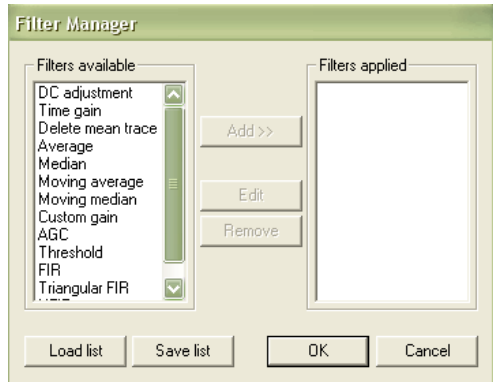 Filter Manager
Filters available
DC adjustment
Time gain
Delete mean trace
Average
Median
Moving average
Moving median
Custom gain
AGC
Threshold
FIR
Triangular FIR
Add >>
Edit
Remove
Filters applied
Load list
Save list
OK
Cancel